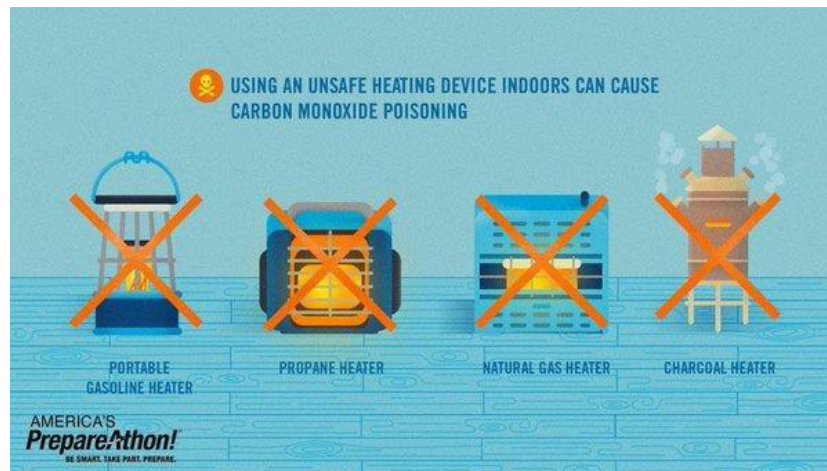 USING AN UNSAFE HEATING DEVICE INDOORS CAN CAUSE
CARBON MONOXIDE POISONING
PORTABLE
GASOLINE HEATER
PROPANE HEATER
NATURAL GAS HEATER
CHARCOAL HEATER
AMERICA'S
PrepareAthon!
BE SMART. TAKE PART. PREPARE.